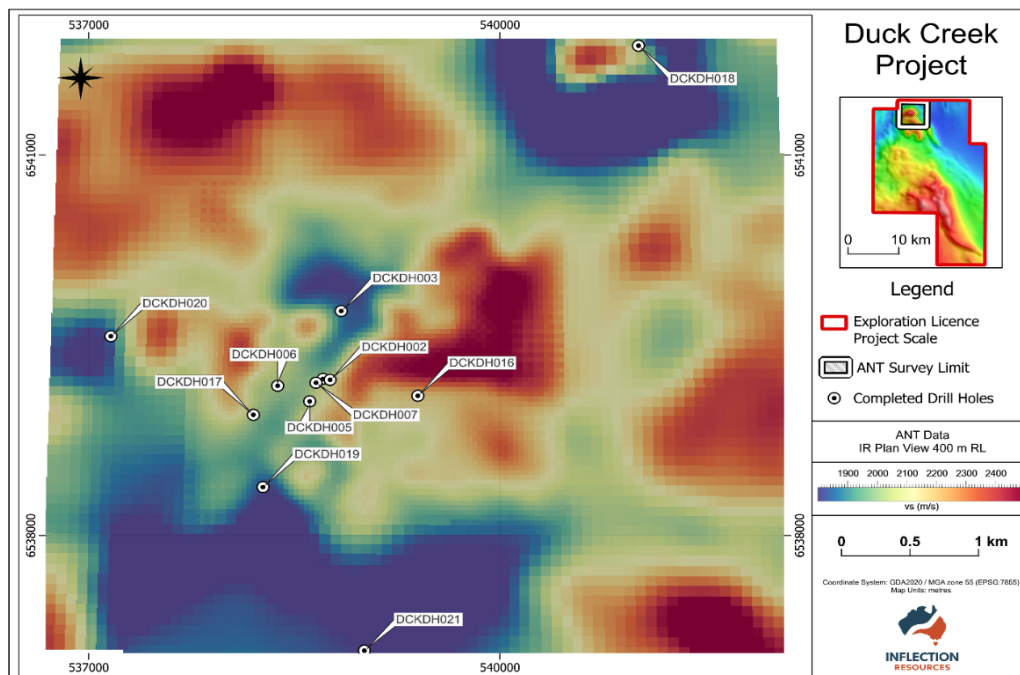 537000
540000
DCKDH018
6541000
6541000
DCKDH003
DCKDH020
DCKDH006
DCKDH002
DCKDH016
DCKDH017
DCKDH007
DCKDH005
DCKDH019
6538000
6538000
DCKDH021
537000
540000
Duck Creek
Project
0
10 km
Legend
Exploration Licence
Project Scale
ANT Survey Limit
Completed Drill Holes
ANT Data
IR Plan View 400 m RL
1900 2000 2100 2200 2300 2400
vs (m/s)
0 0.5 1 km
Coordinate System: GDA2020 / MGA zone 55 (EPSG:7855)
Map Units: metres
INFLECTION
RESOURCES